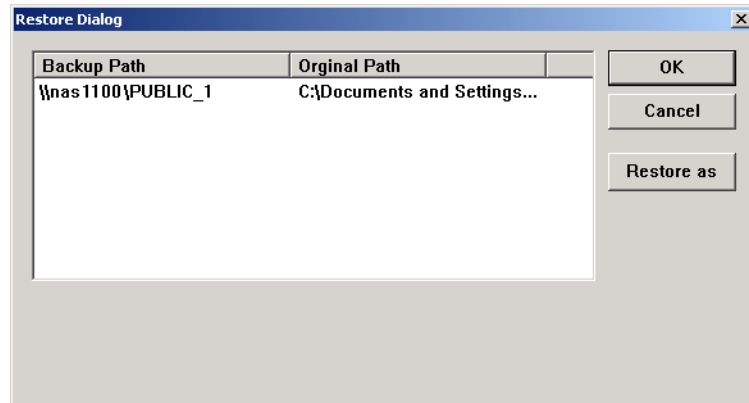 Restore Dialog
Backup Path Orginal Path
\\nas1100\PUBLIC_1 C:\Documents and Settings...
OK
Cancel
Restore as